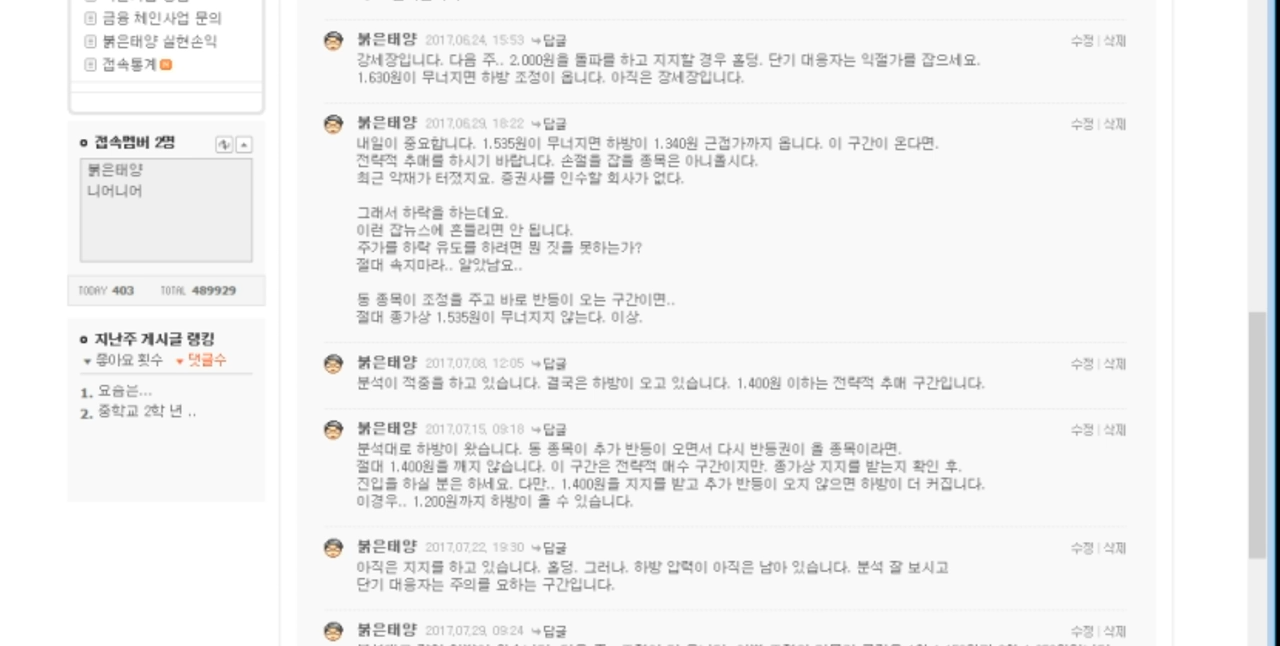 금융 체인사업 문의
붉은태양 실현손익
접속통계
접속멤버 2명
붉은태양
니어니어
TODAY 403 TOTAL 489929
지난주 게시글 랭킹
좋아요 횟수 댓글수
1. 요즘은...
2. 중학교 2학 년 ..
붉은태양 2017.06.24. 15:53 답글 수정 | 삭제
강세장입니다. 다음 주.. 2.000원을 돌파를 하고 지지할 경우 홀딩. 단기 대응자는 익절가를 잡으세요.
1.630원이 무너지면 하방 조정이 옵니다. 아직은 강세장입니다.
붉은태양 2017.06.29. 18:22 답글 수정 | 삭제
내일이 중요합니다. 1.535원이 무너지면 하방이 1.340원 근접가까지 옵니다. 이 구간이 온다면.
전략적 추매를 하시기 바랍니다. 손절을 잡을 종목은 아니올시다.
최근 악재가 터졌지요. 증권사를 인수할 회사가 없다.
그래서 하락을 하는데요.
이런 잡뉴스에 흔들리면 안 됩니다.
주가를 하락 유도를 하려면 뭔 짓을 못하는가?
절대 속지마라.. 알았남요..
동 종목이 조정을 주고 바로 반등이 오는 구간이면..
절대 종가상 1.535원이 무너지지 않는다. 이상.
붉은태양 2017.07.08. 12:05 답글 수정 | 삭제
분석이 적중을 하고 있습니다. 결국은 하방이 오고 있습니다. 1.400원 이하는 전략적 추매 구간입니다.
붉은태양 2017.07.15. 09:18 답글 수정 | 삭제
분석대로 하방이 왔습니다. 동 종목이 추가 반등이 오면서 다시 반등권이 올 종목이라면.
절대 1.400원을 깨지 않습니다. 이 구간은 전략적 매수 구간이지만. 종가상 지지를 받는지 확인 후.
진입을 하실 분은 하세요. 다만.. 1.400원을 지지를 받고 추가 반등이 오지 않으면 하방이 더 커집니다.
이경우.. 1.200원까지 하방이 올 수 있습니다.
붉은태양 2017.07.22. 19:30 답글 수정 | 삭제
아직은 지지를 하고 있습니다. 홀딩. 그러나. 하방 압력이 아직은 남아 있습니다. 분석 잘 보시고
단기 대응자는 주의를 요하는 구간입니다.
붉은태양 2017.07.29. 09:24 답글 수정 | 삭제